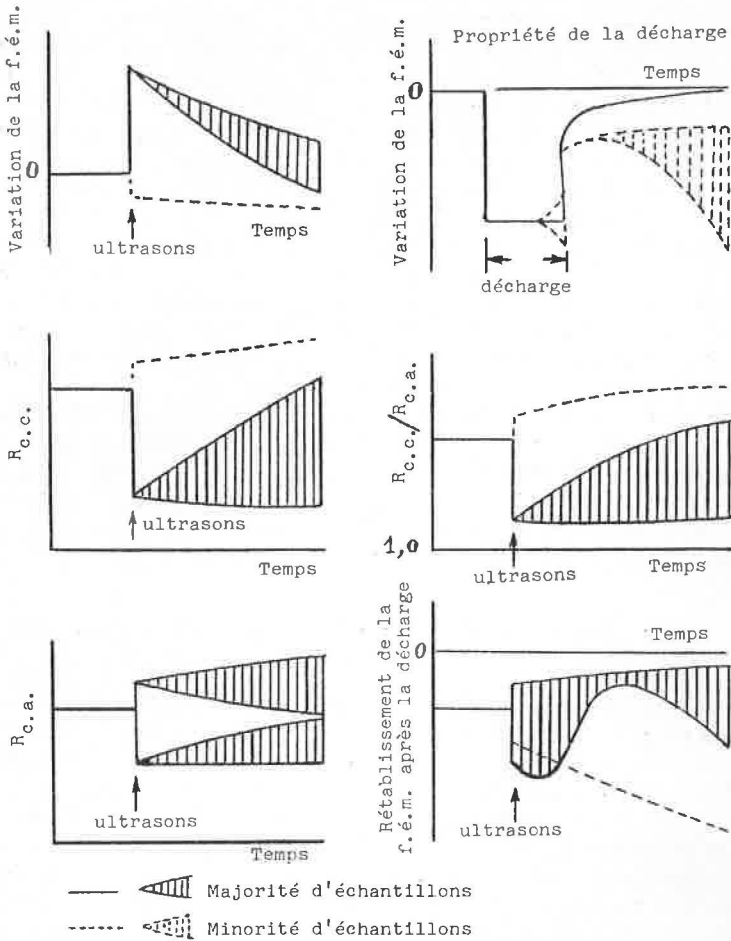 Variation de la f.é.m.
0
Temps
ultrasons
Propriété de la décharge
Variation de la f.é.m.
0
Temps
décharge
R c.c.
ultrasons
Temps
R c.c./R c.a.
1,0
ultrasons
Temps
R c.a.
ultrasons
Temps
Rétablissement de la
f.é.m. après la décharge
0
Temps
ultrasons
Majorité d'échantillons
Minorité d'échantillons